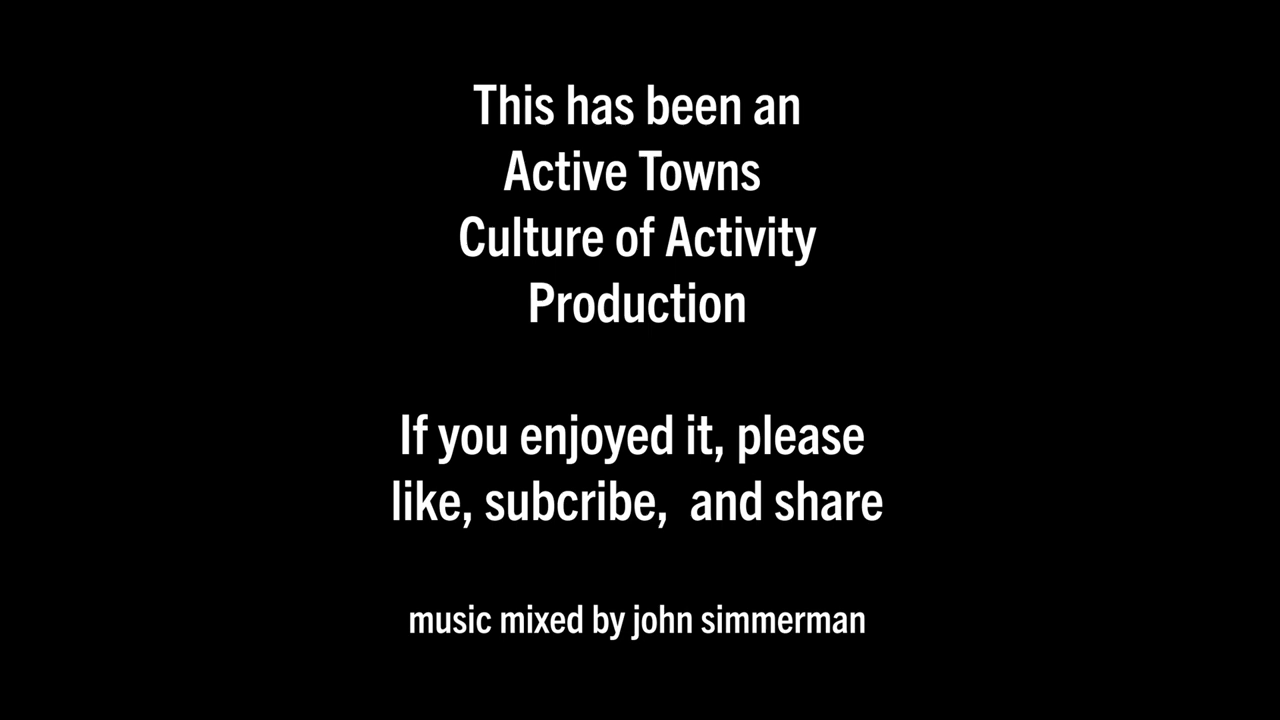 This has been an
Active Towns
Culture of Activity
Production
If you enjoyed it, please
like, subcribe, and share
music mixed by john simmerman